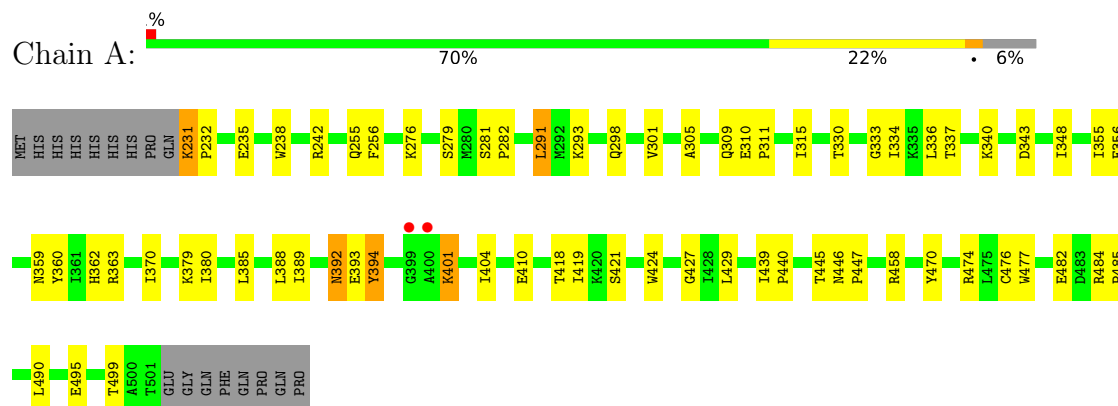 .%
Chain A:
70% 22% • 6%
MET HIS HIS HIS HIS HIS HIS PRO GLN K231 P232 E235 W238 R242 Q255 F256 K276 S279 M280 S281 P282 L291 M292 K293 Q298 V301 A305 Q309 E310 P311 I315 T330 G333 I334 K335 L336 T337 K340 D343 I348 I355
N359 Y360 I361 H362 R363 I370 K379 I380 L385 L388 I389 N392 E393 Y394 G399 A400 K401 I404 E410 T418 I419 K420 S421 W424 G427 I428 L429 I439 P440 T445 N446 P447 R458 Y470 R474 L475 C476 W477 E482 D483 R484
L490 E495 T499 A500 T501 GLU GLY GLN PHE GLN PRO GLN PRO